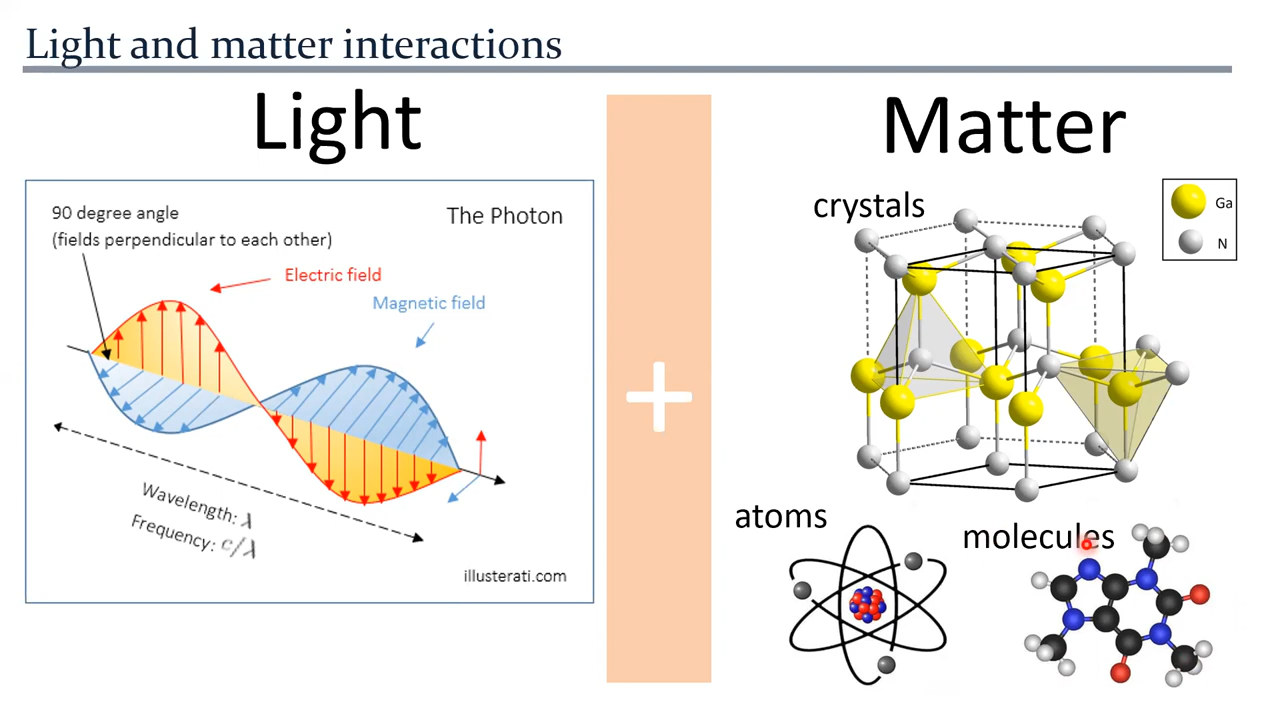 Light and matter interactions
Light
90 degree angle
(fields perpendicular to each other)
The Photon
Electric field
Magnetic field
Wavelength: λ
Frequency: c/λ
illusterati.com
+
Matter
crystals
Ga
N
atoms
molecules